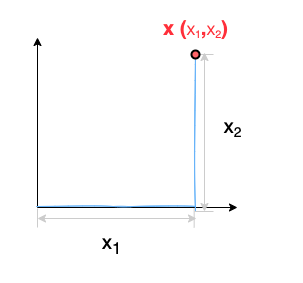 x (x₁,x₂)
x₂
x₁